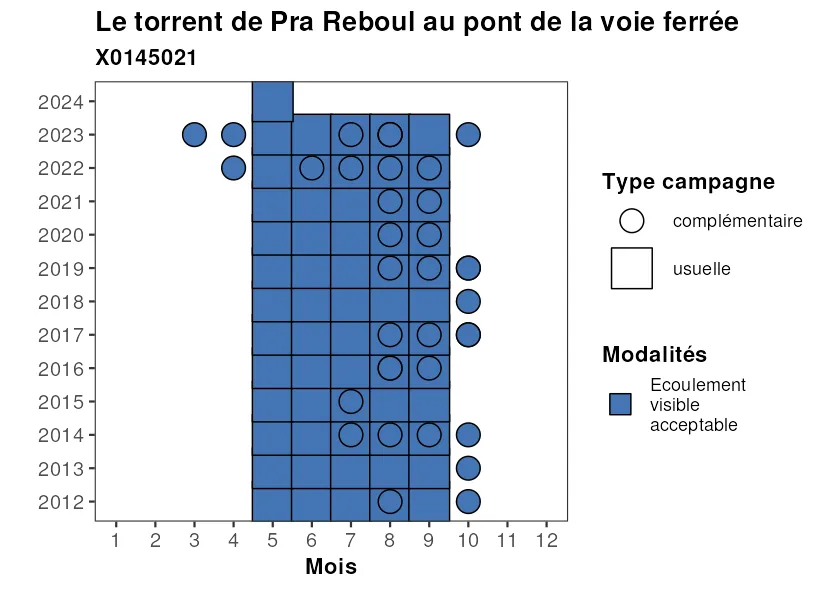 Le torrent de Pra Reboul au pont de la voie ferrée
X0145021
2024
2023
2022
2021
2020
2019
2018
2017
2016
2015
2014
2013
2012
1 2 3 4 5 6 7 8 9 10 11 12
Mois
Type campagne
complémentaire
usuelle
Modalités
Ecoulement
visible
acceptable